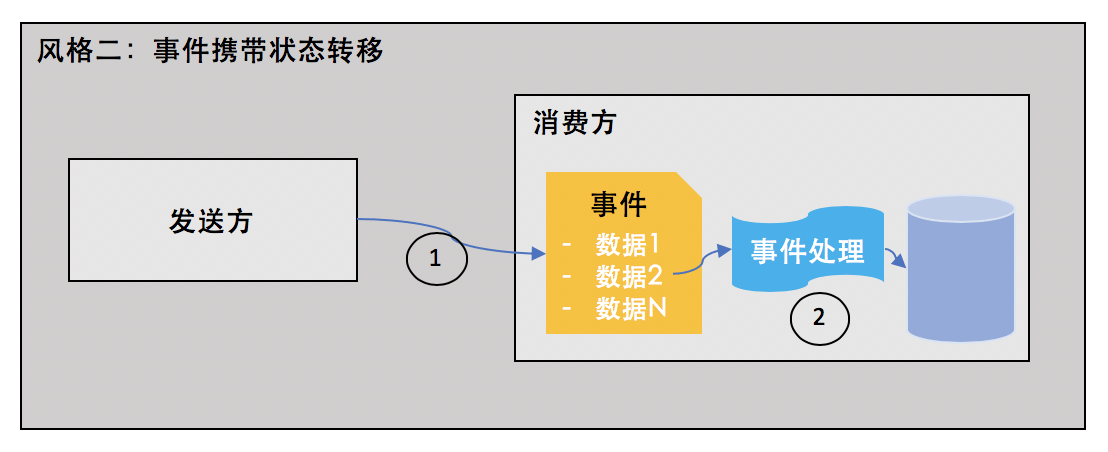 风格二：事件携带状态转移
消费方
发送方
1
事件
- 数据1
- 数据2
- 数据N
事件处理
2